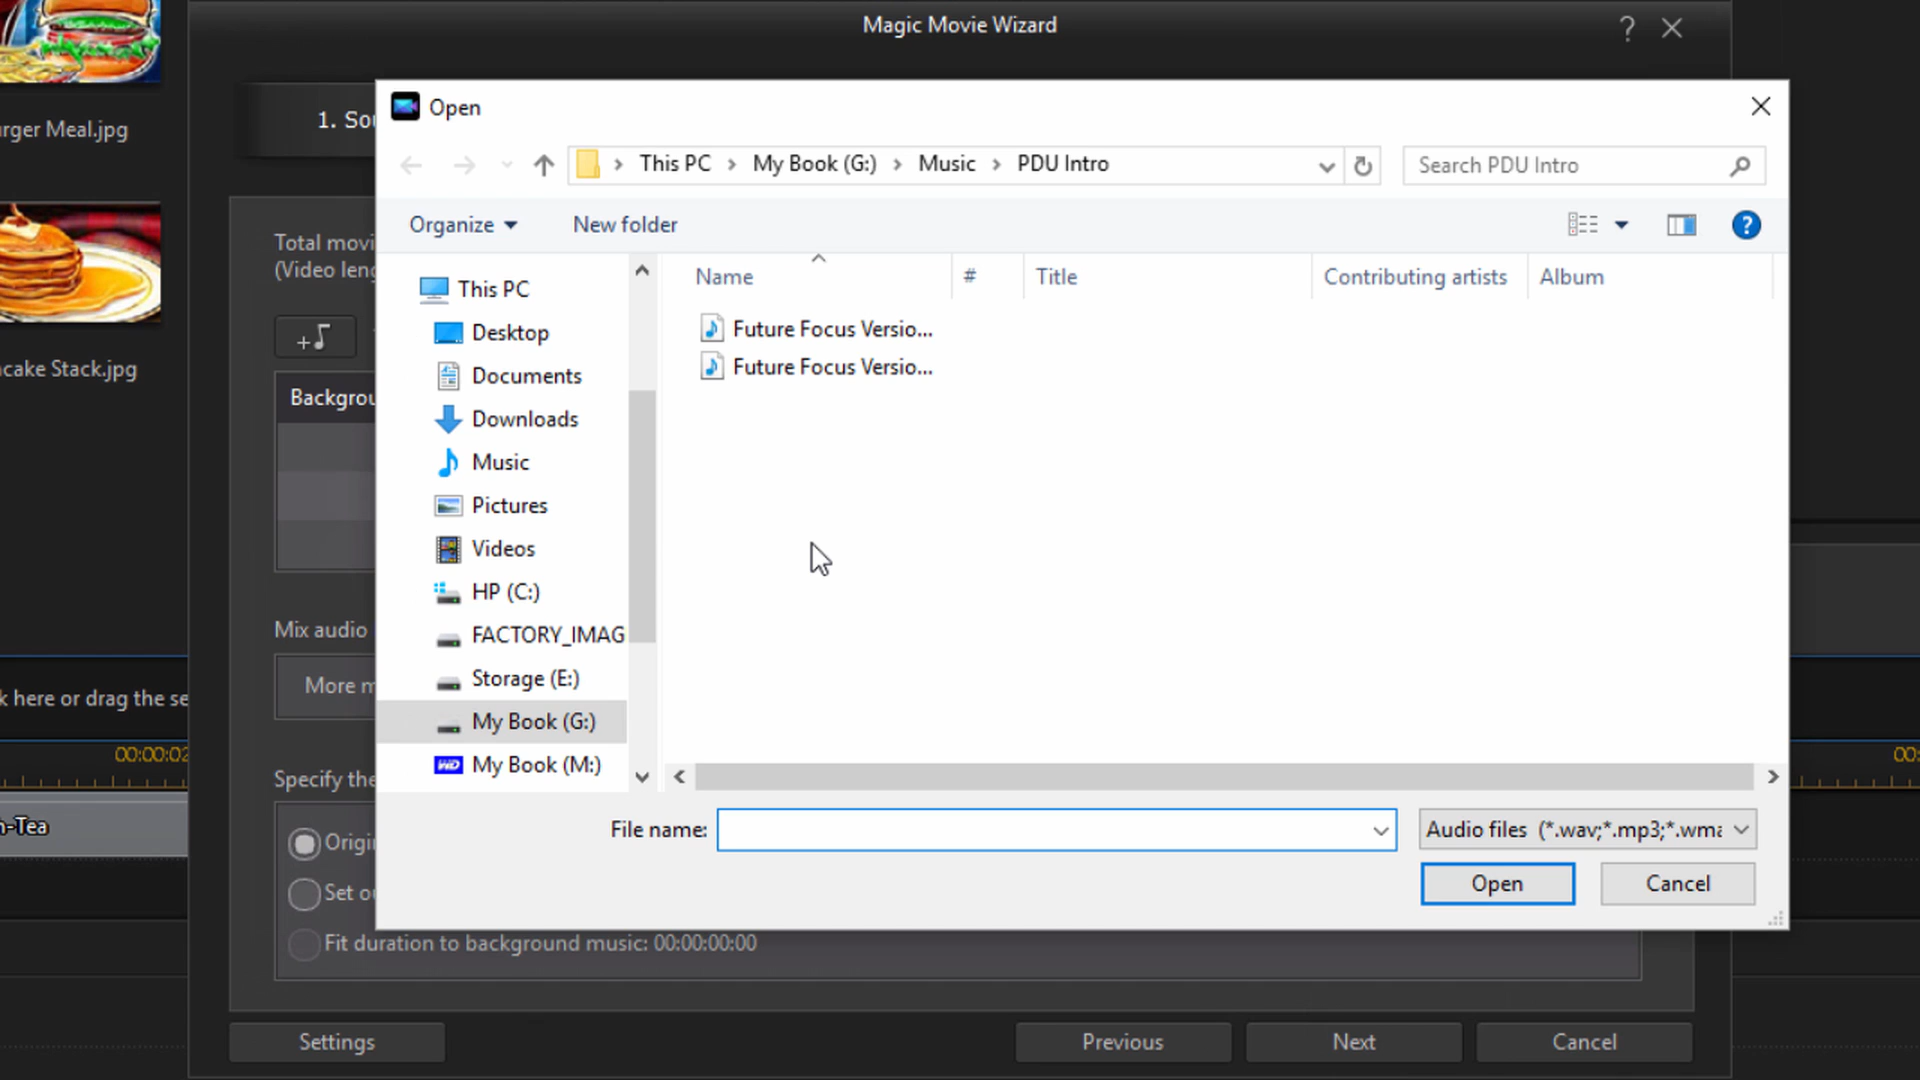 Magic Movie Wizard
?
rger Meal.jpg
cake Stack.jpg
1. Sou
Open
This PC > My Book (G:) > Music > PDU Intro
Search PDU Intro
Organize
New folder
?
Total movi
(Video leng
Name
#
Title
Contributing artists
Album
This PC
Desktop
Documents
Downloads
Music
Pictures
Videos
HP (C:)
FACTORY_IMAG
Storage (E:)
My Book (G:)
WD My Book (M:)
Future Focus Versio...
Future Focus Versio...
Backgrou
Mix audio
More m
k here or drag the se
00:00:02
00:
Specify the
-Tea
File name:
Audio files (*.wav;*.mp3;*.wma
Open
Cancel
Origi
Set o
Fit duration to background music: 00:00:00:00
Settings
Previous
Next
Cancel